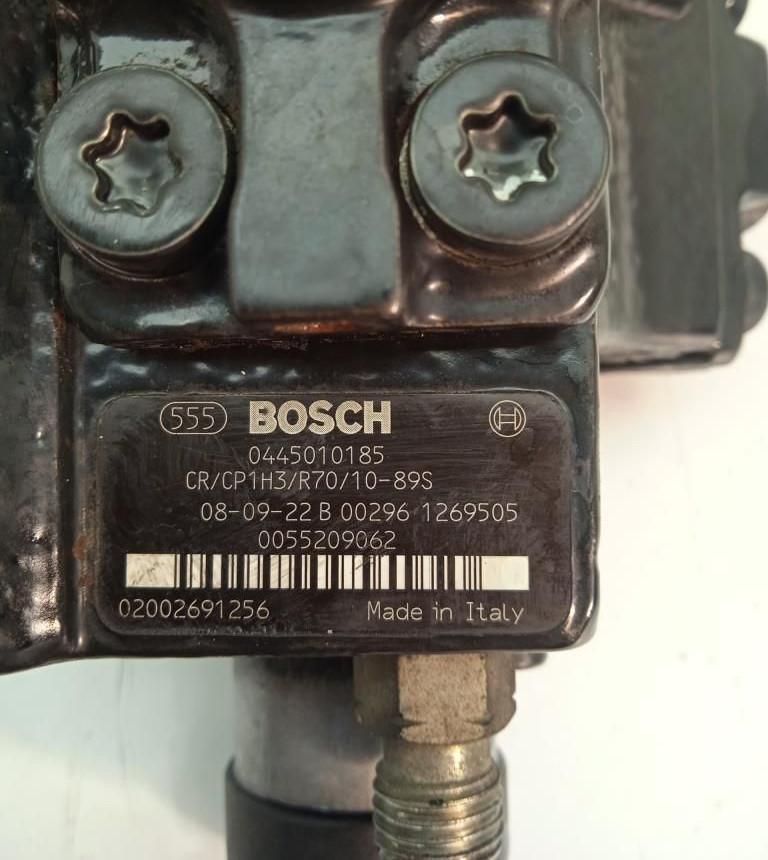 555 BOSCH
0445010185
CR/CP1H3/R70/10-89S
08-09-22 B 00296 1269505
0055209062
02002691256 Made in Italy